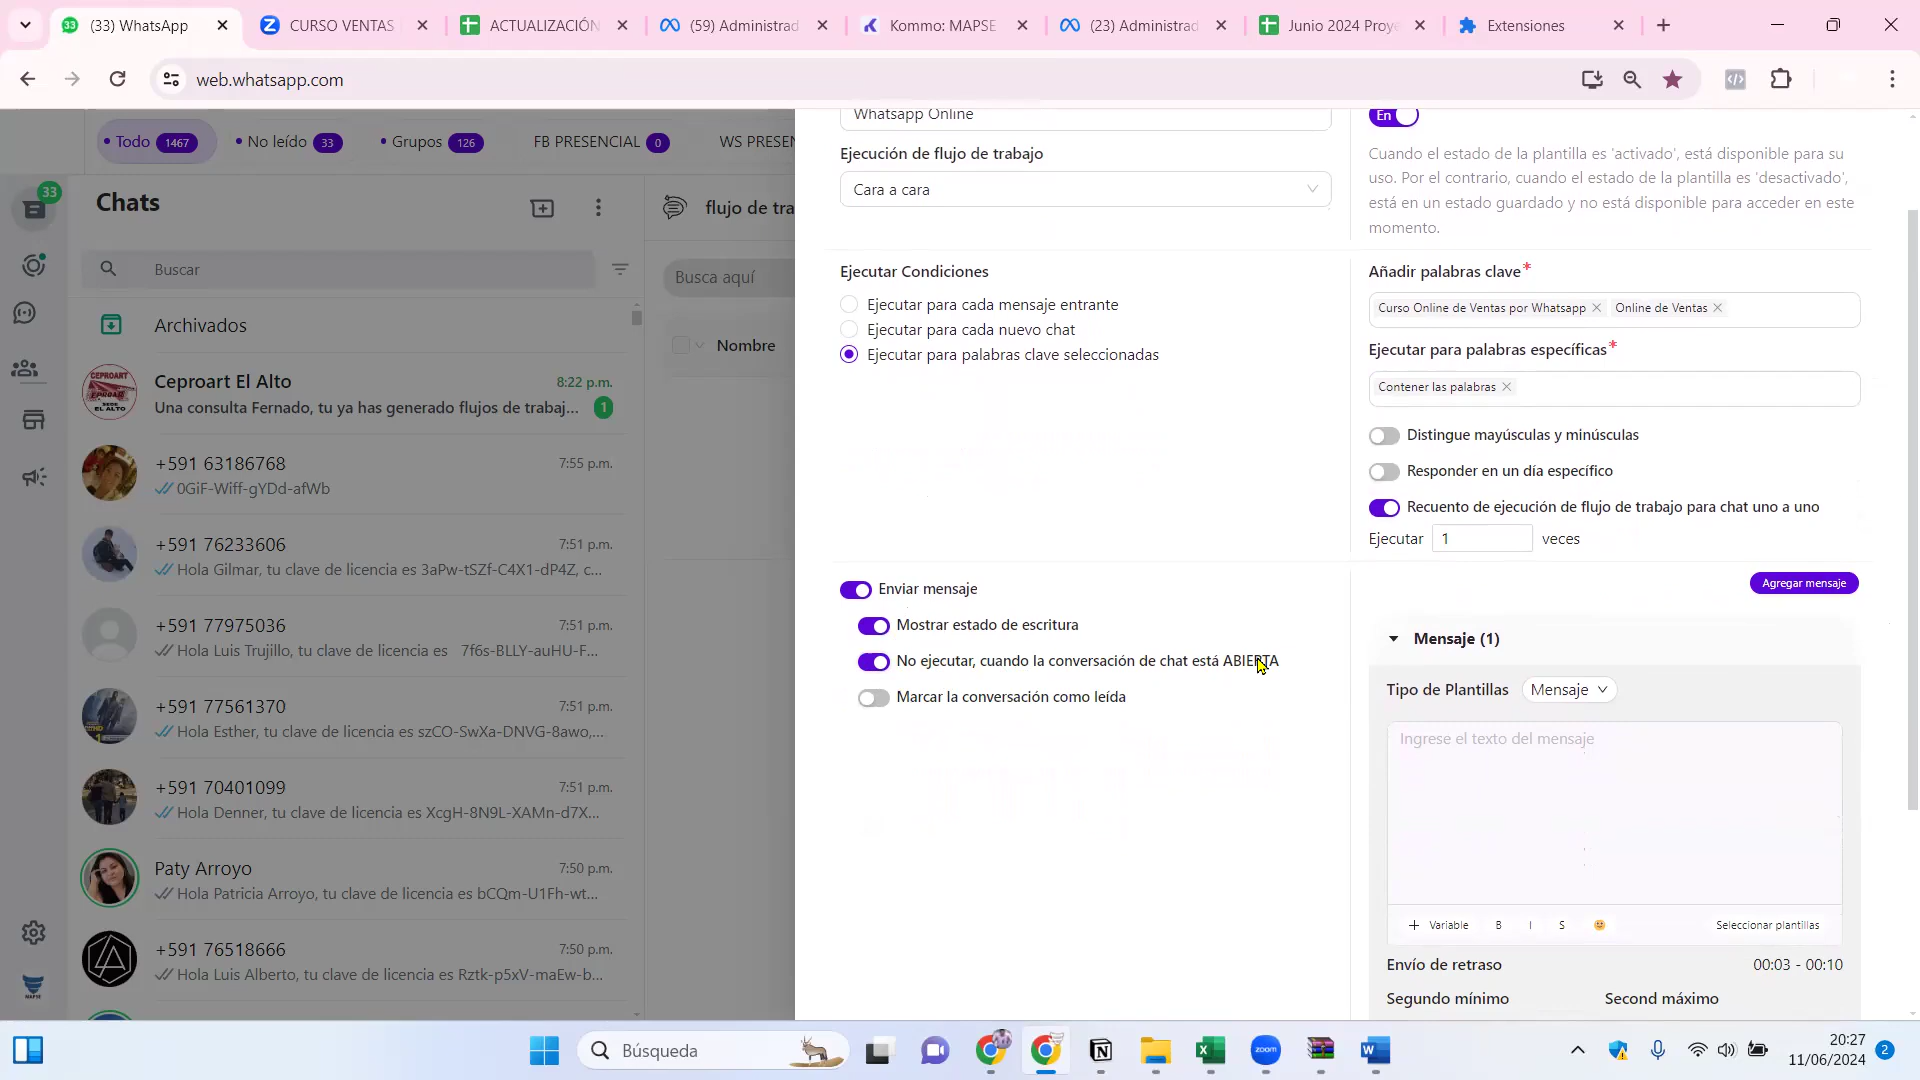 (33) WhatsApp
CURSO VENTAS
ACTUALIZACIÓN
(59) Administrad
Kommo: MAPSE
(23) Administrad
Junio 2024 Proye
Extensiones
web.whatsapp.com
Todo 1467
No leído 33
Grupos 126
FB PRESENCIAL 0
WS PRESEN
33
Chats
Buscar
Archivados
Ceproart El Alto
8:22 p.m.
Una consulta Fernado, tu ya has generado flujos de trabaj...
1
+591 63186768
7:55 p.m.
0GiF-Wiff-gYDd-afWb
+591 76233606
7:51 p.m.
Hola Gilmar, tu clave de licencia es 3aPw-tSZf-C4X1-dP4Z, c...
+591 77975036
7:51 p.m.
Hola Luis Trujillo, tu clave de licencia es 7f6s-BLLY-auHU-F...
+591 77561370
7:51 p.m.
Hola Esther, tu clave de licencia es szCO-SwXa-DNVG-8awo,...
+591 70401099
7:51 p.m.
Hola Denner, tu clave de licencia es XcgH-8N9L-XAMn-d7X...
Paty Arroyo
7:50 p.m.
Hola Patricia Arroyo, tu clave de licencia es bCQm-U1Fh-wt...
+591 76518666
7:50 p.m.
Hola Luis Alberto, tu clave de licencia es Rztk-p5xV-maEw-b...
MAPSE
flujo de tra
Busca aquí
Nombre
Whatsapp Online
Ejecución de flujo de trabajo
Cara a cara
Ejecutar Condiciones
Ejecutar para cada mensaje entrante
Ejecutar para cada nuevo chat
Ejecutar para palabras clave seleccionadas
Enviar mensaje
Mostrar estado de escritura
No ejecutar, cuando la conversación de chat está ABIERTA
Marcar la conversación como leída
En
Cuando el estado de la plantilla es 'activado', está disponible para su
uso. Por el contrario, cuando el estado de la plantilla es 'desactivado',
está en un estado guardado y no está disponible para acceder en este
momento.
Añadir palabras clave*
Curso Online de Ventas por Whatsapp
Online de Ventas
Ejecutar para palabras específicas*
Contener las palabras
Distingue mayúsculas y minúsculas
Responder en un día específico
Recuento de ejecución de flujo de trabajo para chat uno a uno
Ejecutar 1 veces
Agregar mensaje
Mensaje (1)
Tipo de Plantillas Mensaje
Ingrese el texto del mensaje
+ Variable B I S Seleccionar plantillas
Envío de retraso 00:03 - 00:10
Segundo mínimo Second máximo
Búsqueda
zoom
20:27
11/06/2024
2